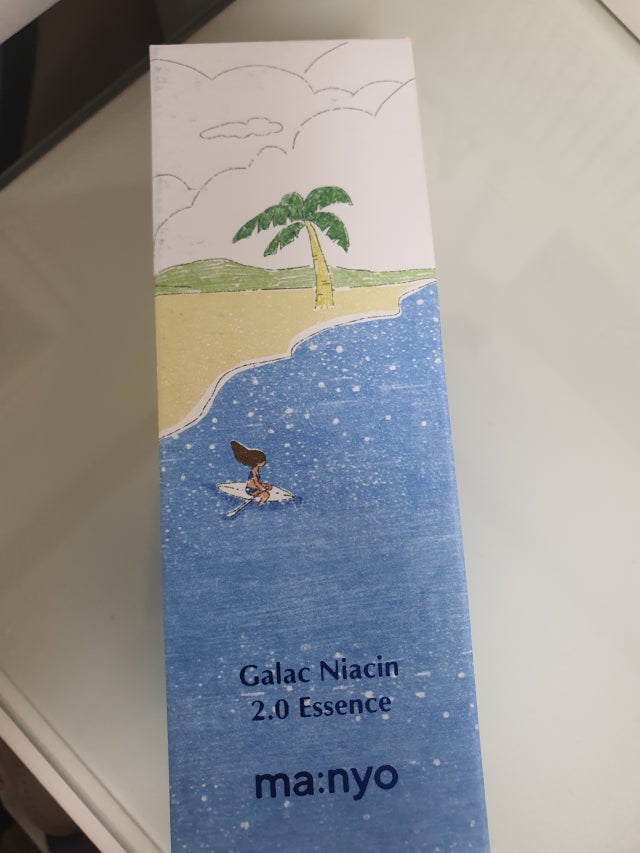 Galac Niacin
2.0 Essence
ma:nyo